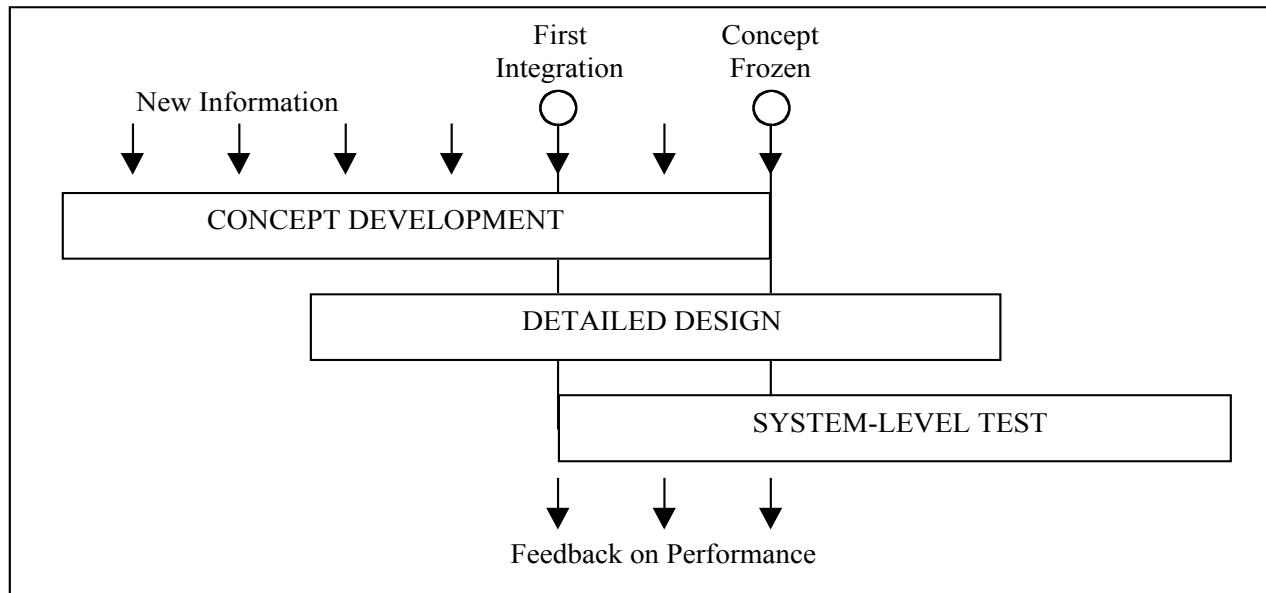 First
Integration
Concept
Frozen
New Information
CONCEPT DEVELOPMENT
DETAILED DESIGN
SYSTEM-LEVEL TEST
Feedback on Performance